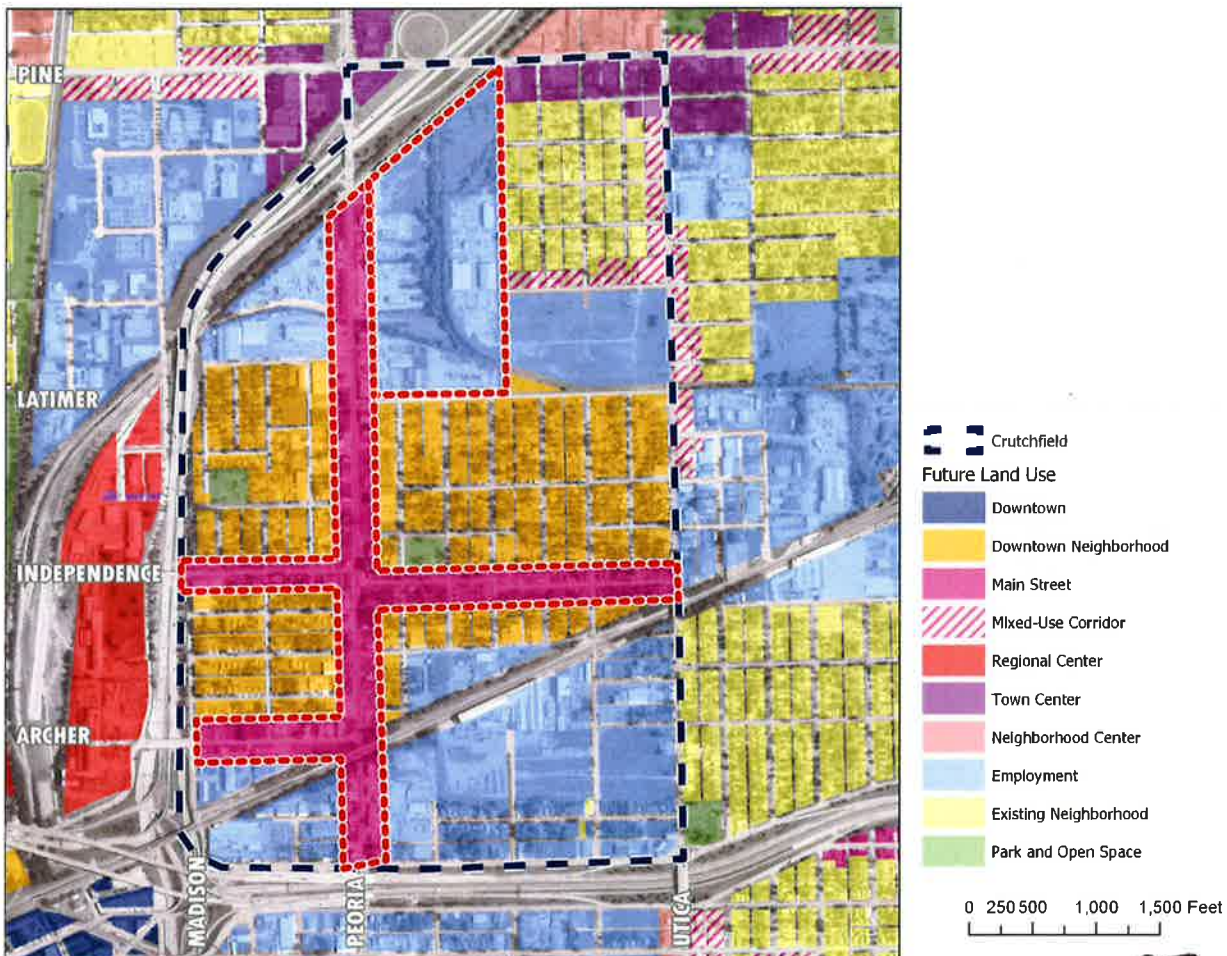 PINE
LATIMER
INDEPENDENCE
ARCHER
MADISON
PEORIA
UTICA
Crutchfield
Future Land Use
Downtown
Downtown Neighborhood
Main Street
Mixed-Use Corridor
Regional Center
Town Center
Neighborhood Center
Employment
Existing Neighborhood
Park and Open Space
0 250 500 1,000 1,500 Feet